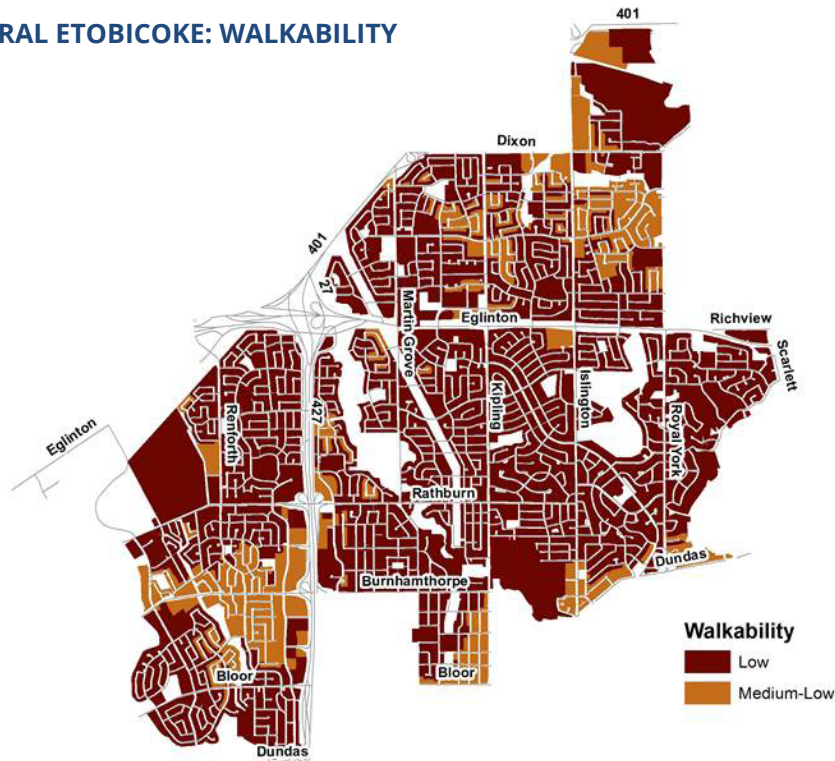 RAL ETOBICOKE: WALKABILITY
401
Dixon
401
27
Martin Grove
Eglinton
Richview
Scarlett
Kipling
Islington
Royal York
Renforth
427
Eglinton
Rathburn
Dundas
Burnhamthorpe
Walkability
Low
Medium-Low
Bloor
Bloor
Dundas